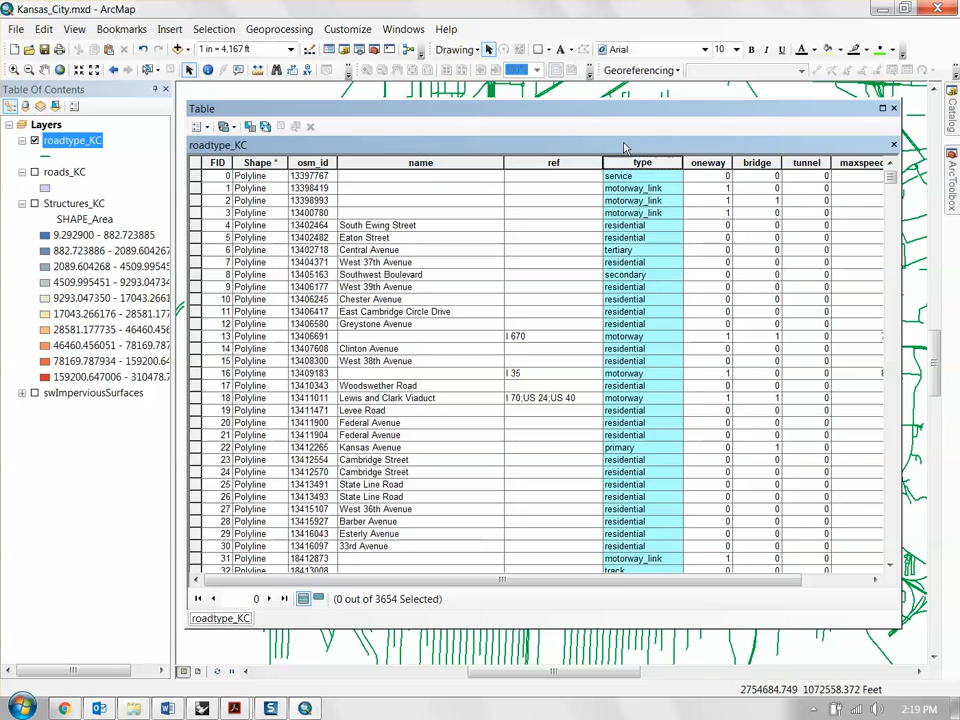 Kansas_City.mxd - ArcMap
File Edit View Bookmarks Insert Selection Geoprocessing Customize Windows Help
1 in = 4,167 ft Drawing Arial 10 B I U A
100% Georeferencing
Table Of Contents
Layers
roadtype_KC
roads_KC
Structures_KC
SHAPE_Area
9.292900 - 882.723885
882.723886 - 2089.604267
2089.604268 - 4509.9954
4509.995451 - 9293.0473
9293.047350 - 17043.2661
17043.266176 - 28581.177
28581.177735 - 46460.456
46460.456051 - 78169.787
78169.787934 - 159200.64
159200.647006 - 310478.7
swImperviousSurfaces
Table
roadtype_KC
FID Shape * osm_id name ref type oneway bridge tunnel maxspeed
0 Polyline 13397767 service 0 0 0
1 Polyline 13398419 motorway_link 1 0 0
2 Polyline 13398993 motorway_link 1 1 0
3 Polyline 13400780 motorway_link 1 0 0
4 Polyline 13402464 South Ewing Street residential 0 0 0
5 Polyline 13402482 Eaton Street residential 0 0 0
6 Polyline 13402718 Central Avenue tertiary 0 0 0
7 Polyline 13404371 West 37th Avenue residential 0 0 0
8 Polyline 13405163 Southwest Boulevard secondary 0 0 0
9 Polyline 13406177 West 39th Avenue residential 0 0 0
10 Polyline 13406245 Chester Avenue residential 0 0 0
11 Polyline 13406417 East Cambridge Circle Drive residential 0 0 0
12 Polyline 13406580 Greystone Avenue residential 0 0 0
13 Polyline 13406691 I 670 motorway 1 1 0
14 Polyline 13407608 Clinton Avenue residential 0 0 0
15 Polyline 13408300 West 38th Avenue residential 0 0 0
16 Polyline 13409183 I 35 motorway 1 0 0
17 Polyline 13410343 Woodswether Road residential 0 0 0
18 Polyline 13411011 Lewis and Clark Viaduct I 70;US 24;US 40 motorway 1 1 0
19 Polyline 13411471 Levee Road residential 0 0 0
20 Polyline 13411900 Federal Avenue residential 0 0 0
21 Polyline 13411904 Federal Avenue residential 0 0 0
22 Polyline 13412265 Kansas Avenue primary 0 1 0
23 Polyline 13412554 Cambridge Street residential 0 0 0
24 Polyline 13412570 Cambridge Street residential 0 0 0
25 Polyline 13413491 State Line Road residential 0 0 0
26 Polyline 13413493 State Line Road residential 0 0 0
27 Polyline 13415107 West 36th Avenue residential 0 0 0
28 Polyline 13415927 Barber Avenue residential 0 0 0
29 Polyline 13416043 Esterly Avenue residential 0 0 0
30 Polyline 13416097 33rd Avenue residential 0 0 0
31 Polyline 18412873 motorway_link 1 0 0
32 Polyline 18413008 track 0 0 0
0 (0 out of 3654 Selected)
roadtype_KC
Catalog
ArcToolbox
2754684.749 1072558.372 Feet
2:19 PM